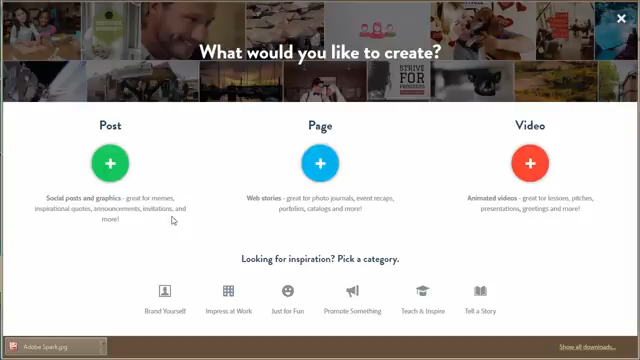 What would you like to create?
STRIVE
FOR
PROGRESS
Post
Page
Video
Social posts and graphics - great for memes,
inspirational quotes, announcements, invitations, and
more!
Web stories - great for photo journals, event recaps,
portfolios, catalogs and more!
Animated videos - great for lessons, pitches,
presentations, greetings and more!
Looking for inspiration? Pick a category.
Brand Yourself
Impress at Work
Just for Fun
Promote Something
Teach & Inspire
Tell a Story
Adobe Spark.jpg
Show all downloads...